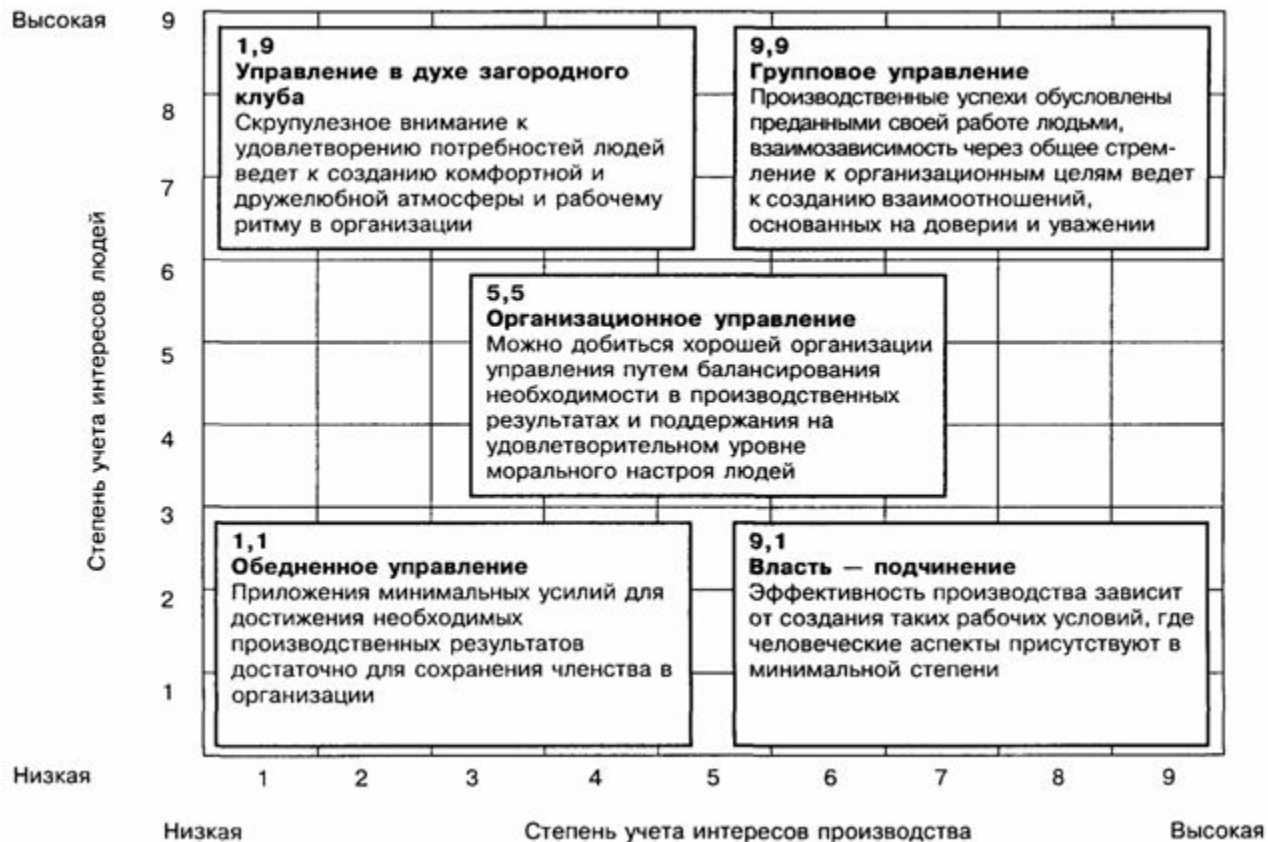 Высокая
9
8
7
6
5
4
3
2
1
Низкая
Степень учета интересов людей
1,9
Управление в духе загородного
клуба
Скрупулезное внимание к
удовлетворению потребностей людей
ведет к созданию комфортной и
дружелюбной атмосферы и рабочему
ритму в организации
9,9
Групповое управление
Производственные успехи обусловлены
преданными своей работе людьми,
взаимозависимость через общее стрем-
ление к организационным целям ведет
к созданию взаимоотношений,
основанных на доверии и уважении
5,5
Организационное управление
Можно добиться хорошей организации
управления путем балансирования
необходимости в производственных
результатах и поддержания на
удовлетворительном уровне
морального настроя людей
1,1
Обедненное управление
Приложения минимальных усилий для
достижения необходимых
производственных результатов
достаточно для сохранения членства в
организации
9,1
Власть — подчинение
Эффективность производства зависит
от создания таких рабочих условий, где
человеческие аспекты присутствуют в
минимальной степени
1 2 3 4 5 6 7 8 9
Низкая Степень учета интересов производства Высокая